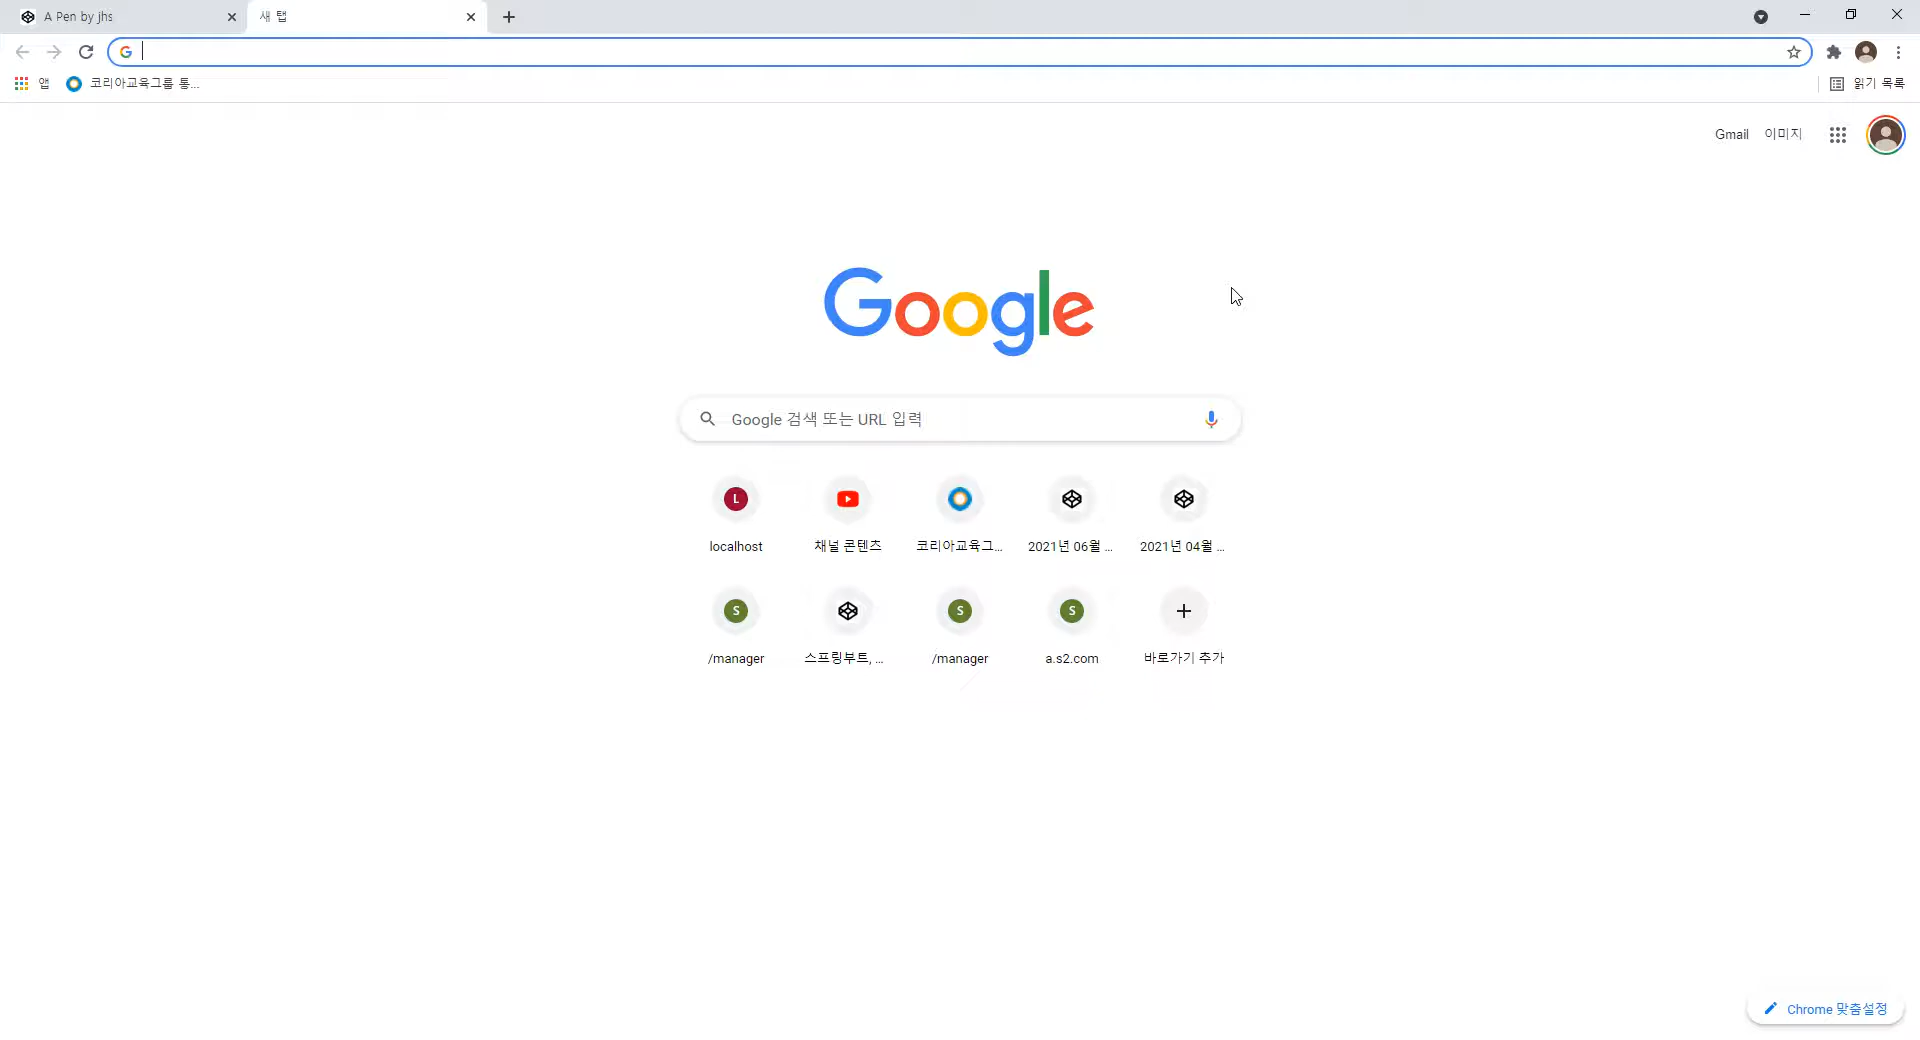 A Pen by jhs
새 탭
앱
코리아교육그룹 통...
읽기 목록
Gmail
이미지
Google
Google 검색 또는 URL 입력
L
localhost
채널 콘텐츠
코리아교육그...
2021년 06월 ...
2021년 04월 ...
S
/manager
스프링부트, ...
S
/manager
S
a.s2.com
바로가기 추가
Chrome 맞춤설정